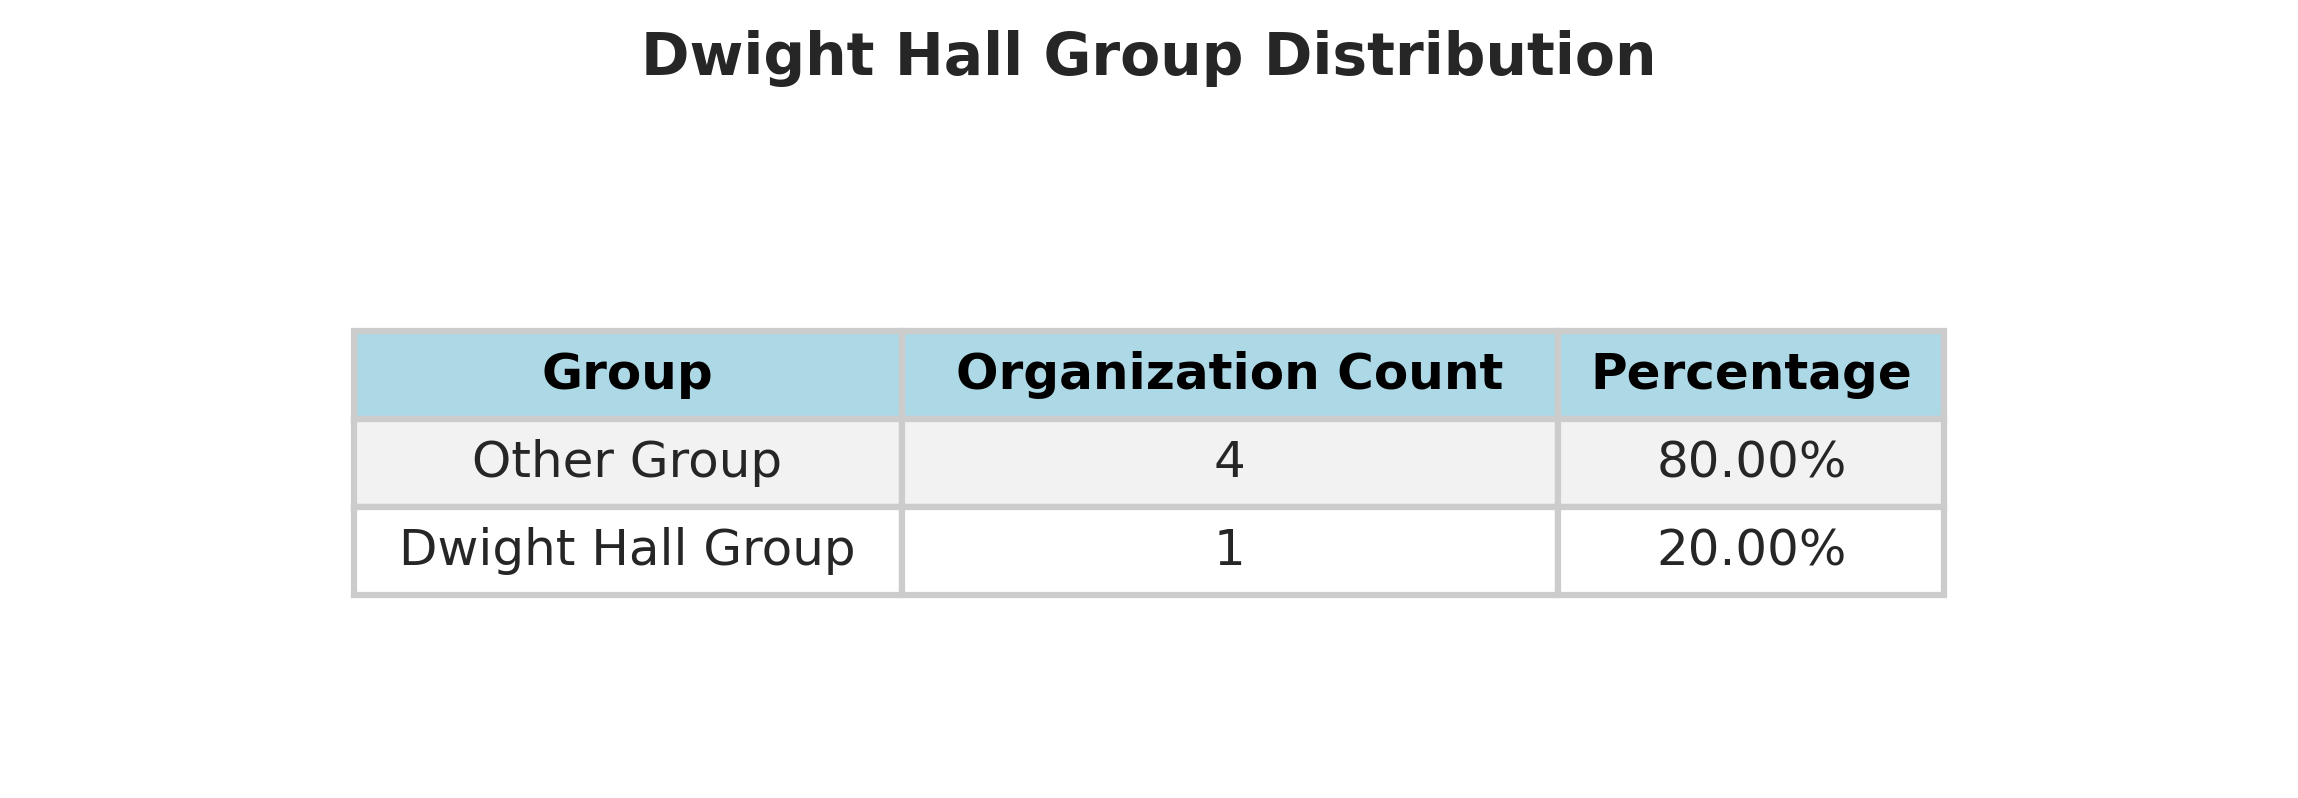 Dwight Hall Group Distribution
Group Organization Count Percentage
Other Group 4 80.00%
Dwight Hall Group 1 20.00%